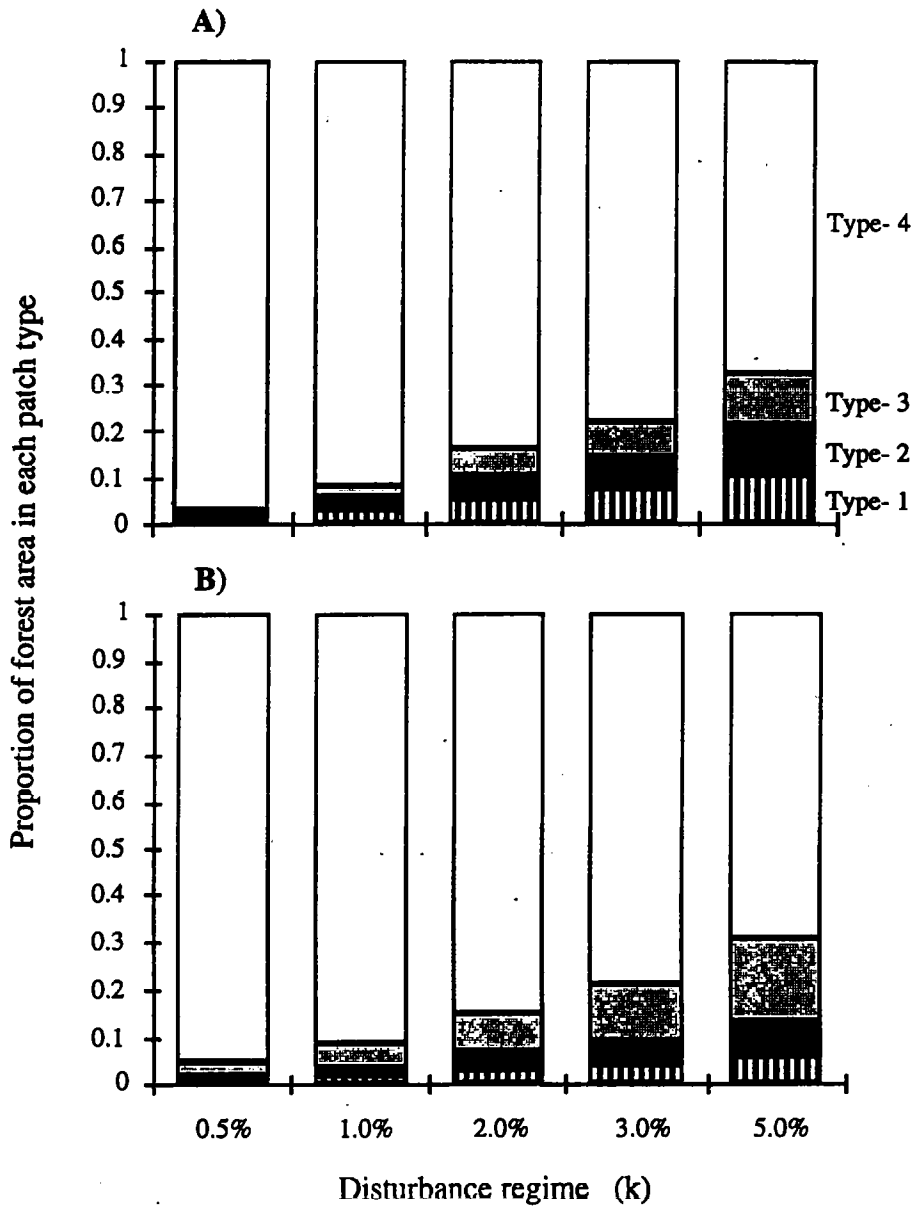 A)
1
0.9
0.8
0.7
0.6
0.5
0.4
0.3
0.2
0.1
0
Type- 4
Type- 3
Type- 2
Type- 1
Proportion of forest area in each patch type
B)
1
0.9
0.8
0.7
0.6
0.5
0.4
0.3
0.2
0.1
0
0.5% 1.0% 2.0% 3.0% 5.0%
Disturbance regime (k)